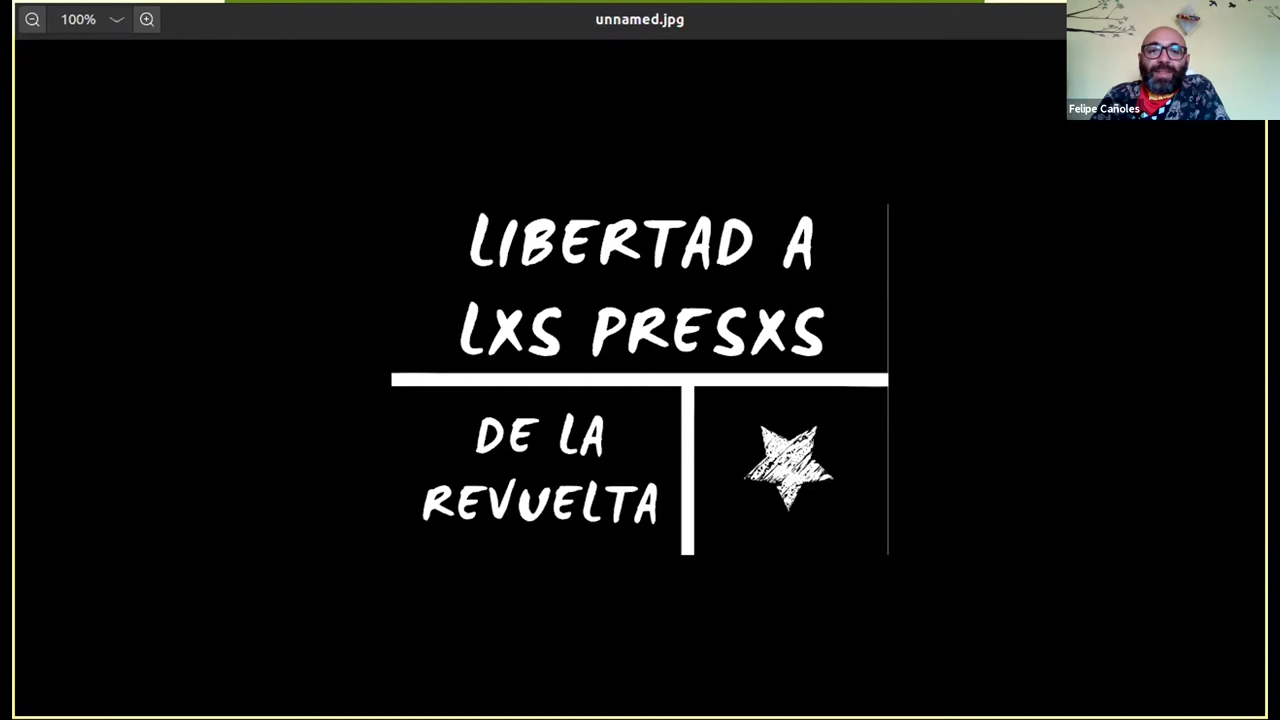 100%
unnamed.jpg
Felipe Cañoles
LIBERTAD A
LXS PRESXS
DE LA
REVUELTA